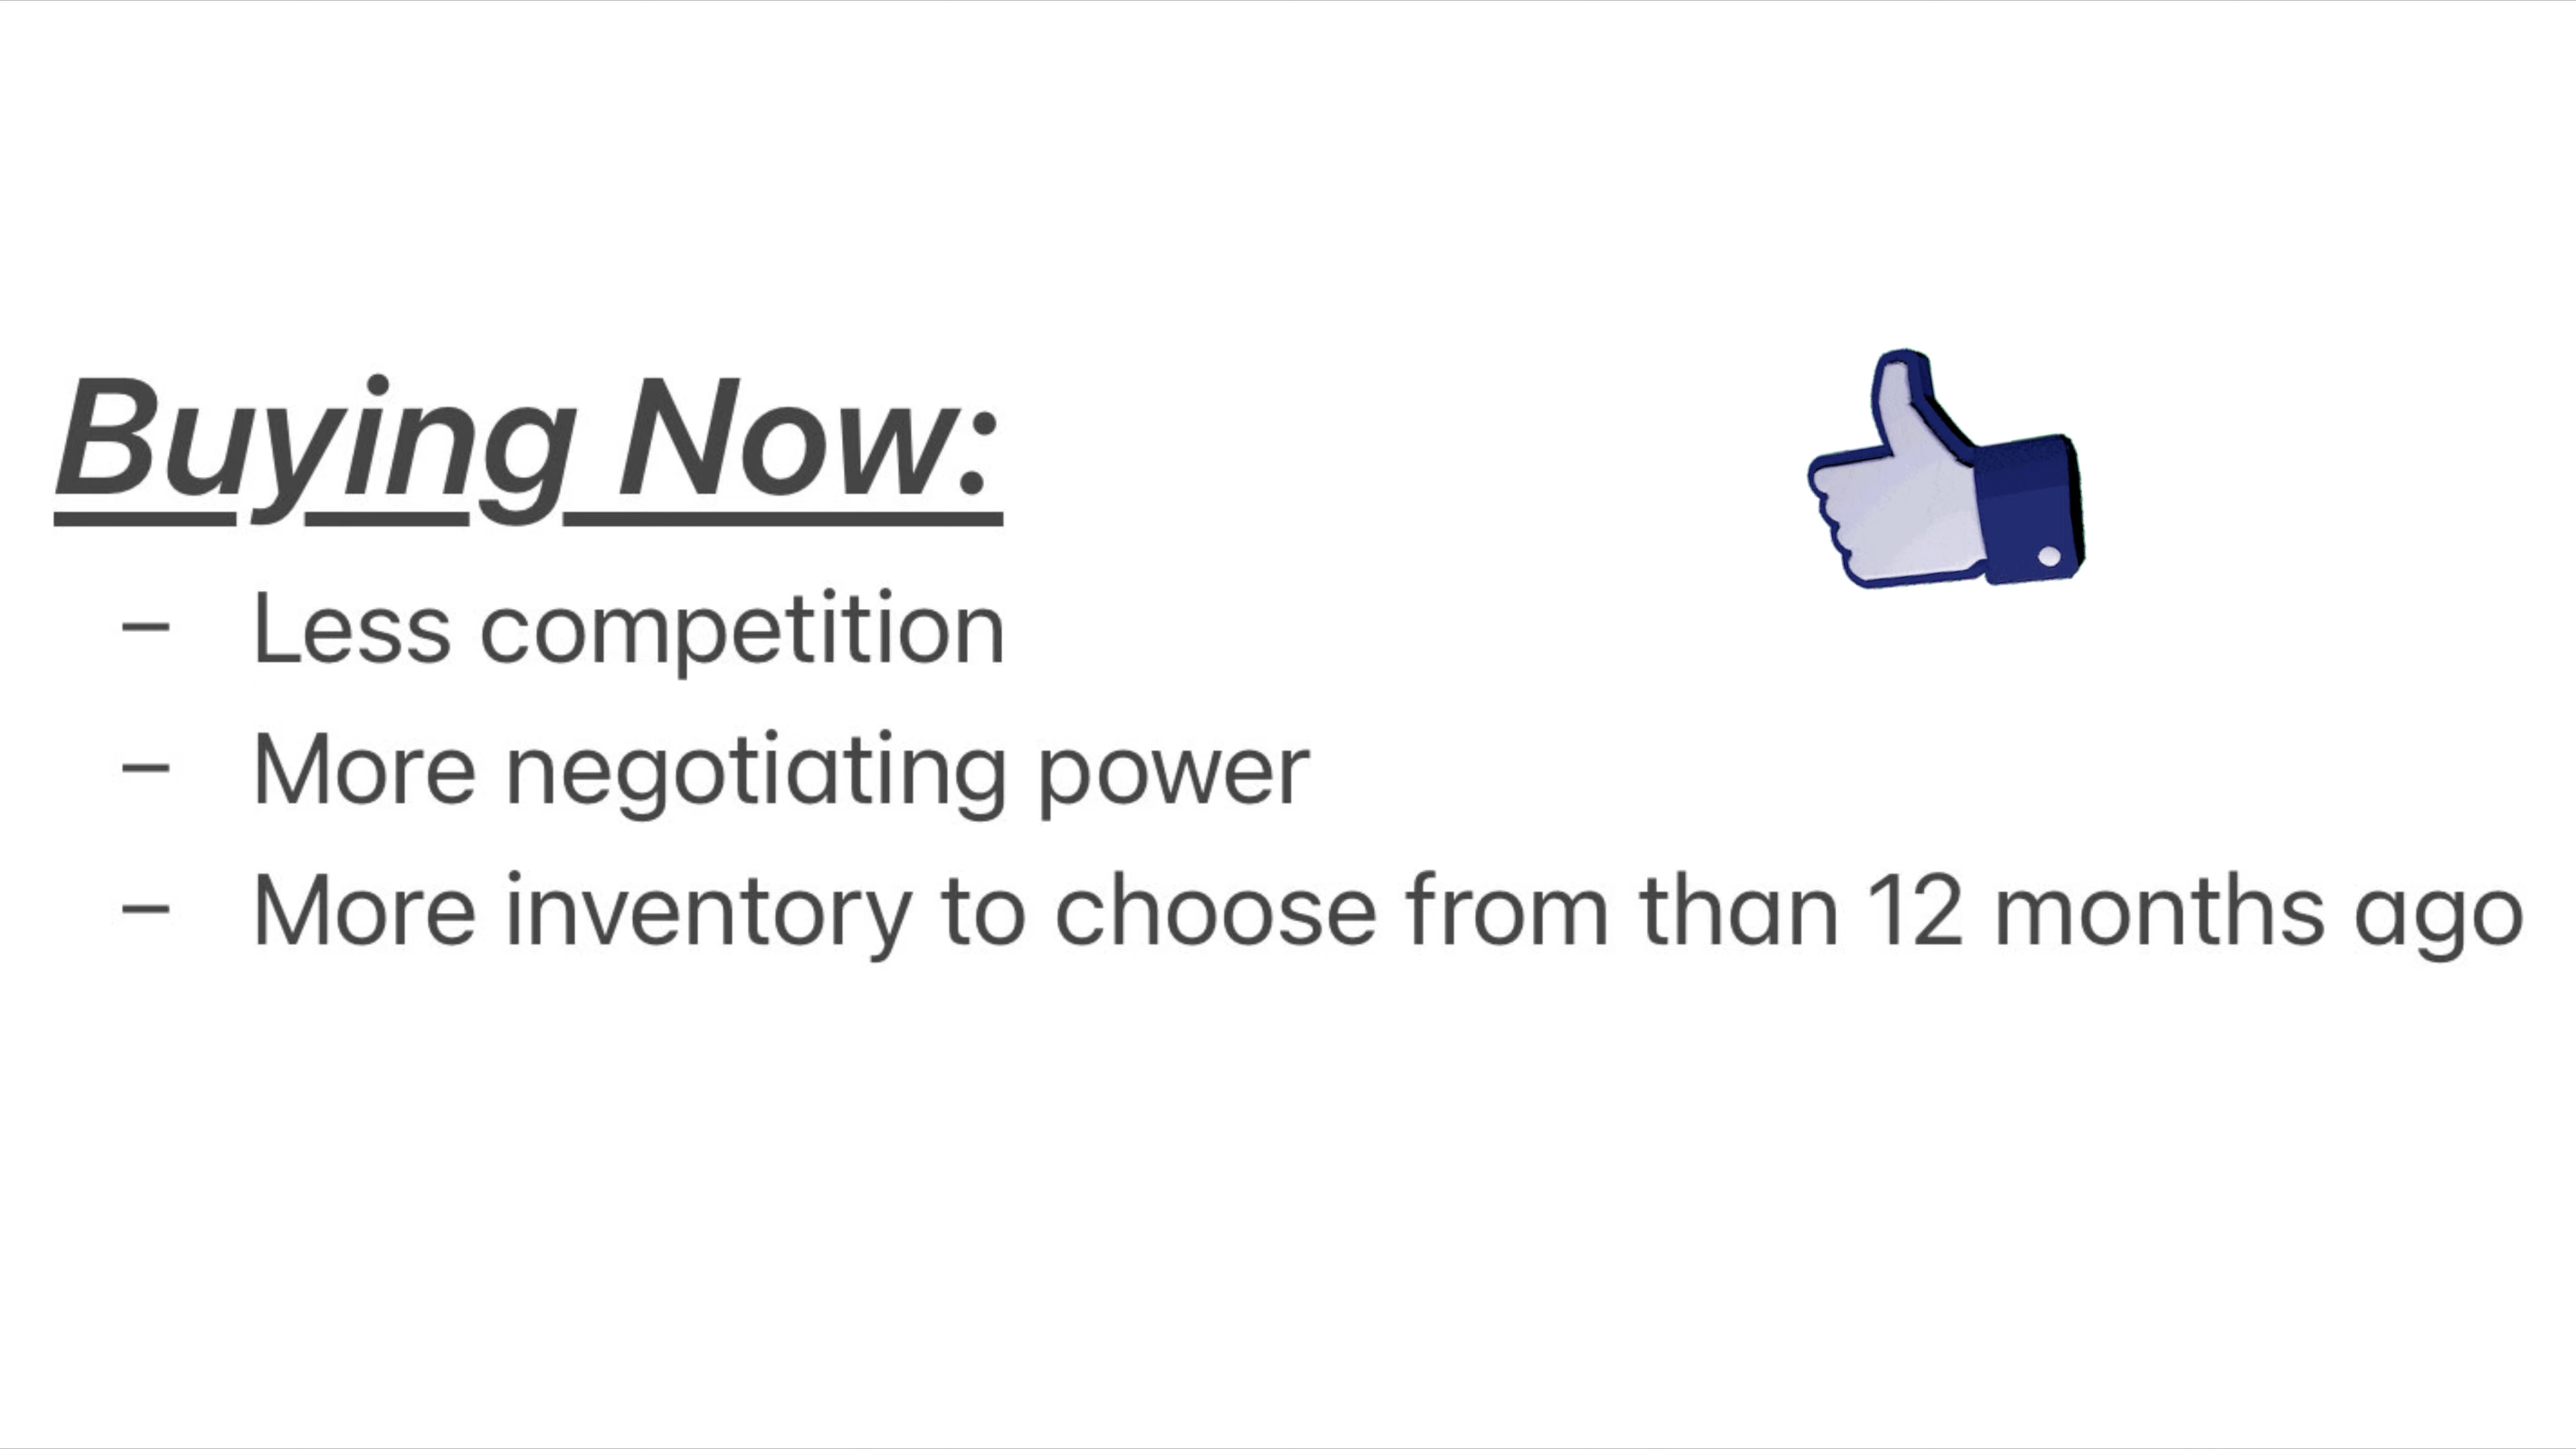 Buying Now:
– Less competition
– More negotiating power
– More inventory to choose from than 12 months ago